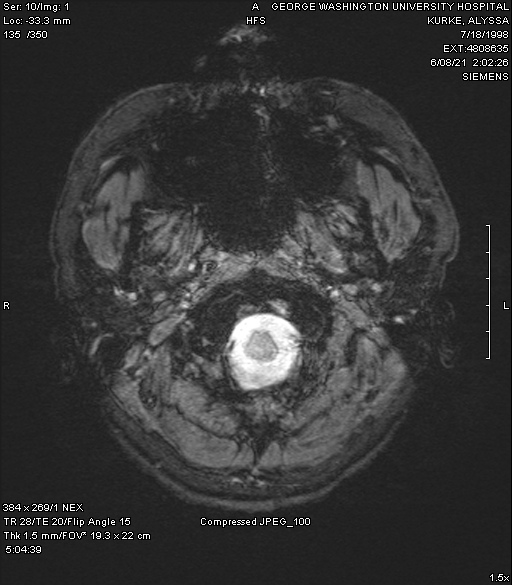 Ser: 10/Img: 1
Loc: -33.3 mm
135 /350
A
HFS
GEORGE WASHINGTON UNIVERSITY HOSPITAL
KURKE, ALYSSA
7/18/1998
EXT:4808635
6/08/21 2:02:26
SIEMENS
R
L
384 x 269/1 NEX
TR 28/TE 20/Flip Angle 15
Thk 1.5 mm/FOV* 19.3 x 22 cm
5:04:39
Compressed JPEG_100
1.5x